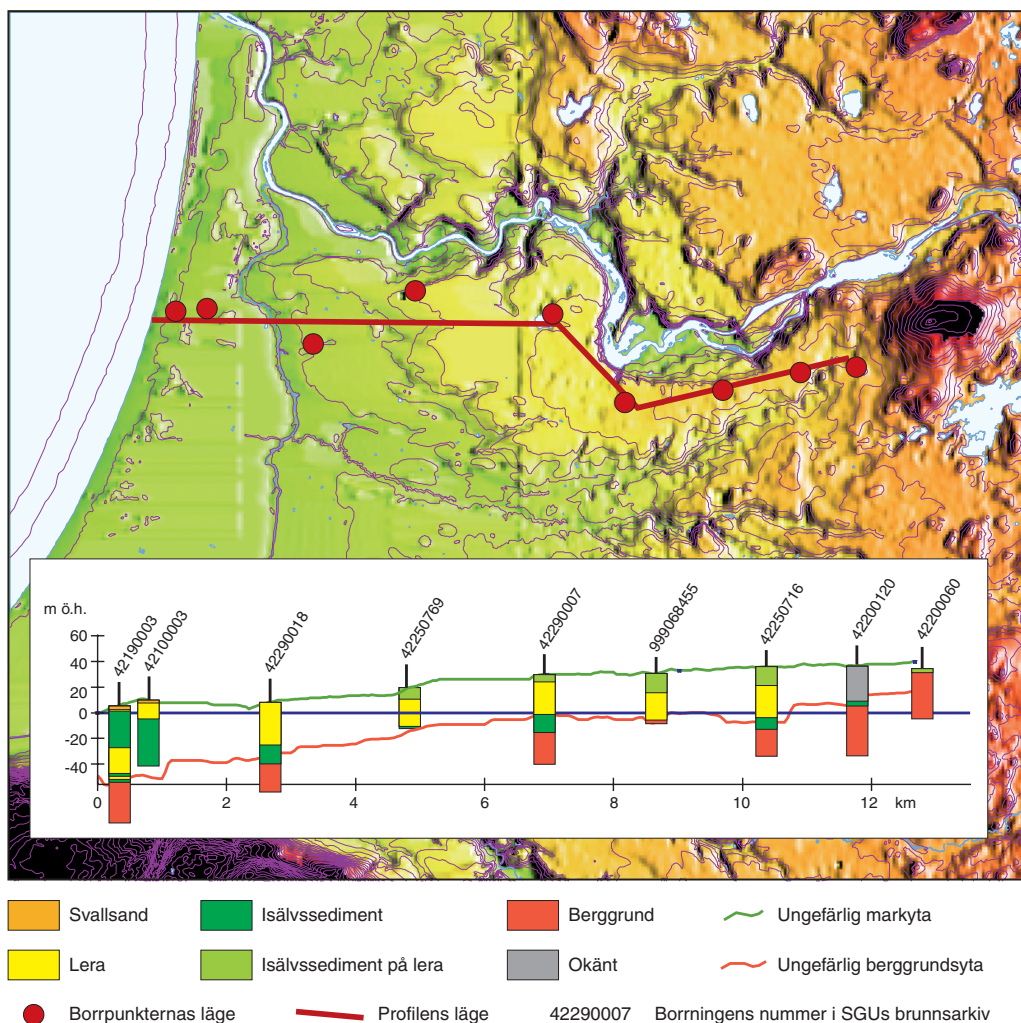 m ö.h.
42190003
42100003
42290018
42250769
42290007
999068455
42250716
42200120
42200060
60
40
20
0
-20
-40
0
2
4
6
8
10
12
km
Svallsand
Isälvssediment
Berggrund
Ungefärlig markyta
Lera
Isälvssediment på lera
Okänt
Ungefärlig berggrundsyta
Borrpunkternas läge
Profilens läge
42290007
Borrningens nummer i SGUs brunnsarkiv